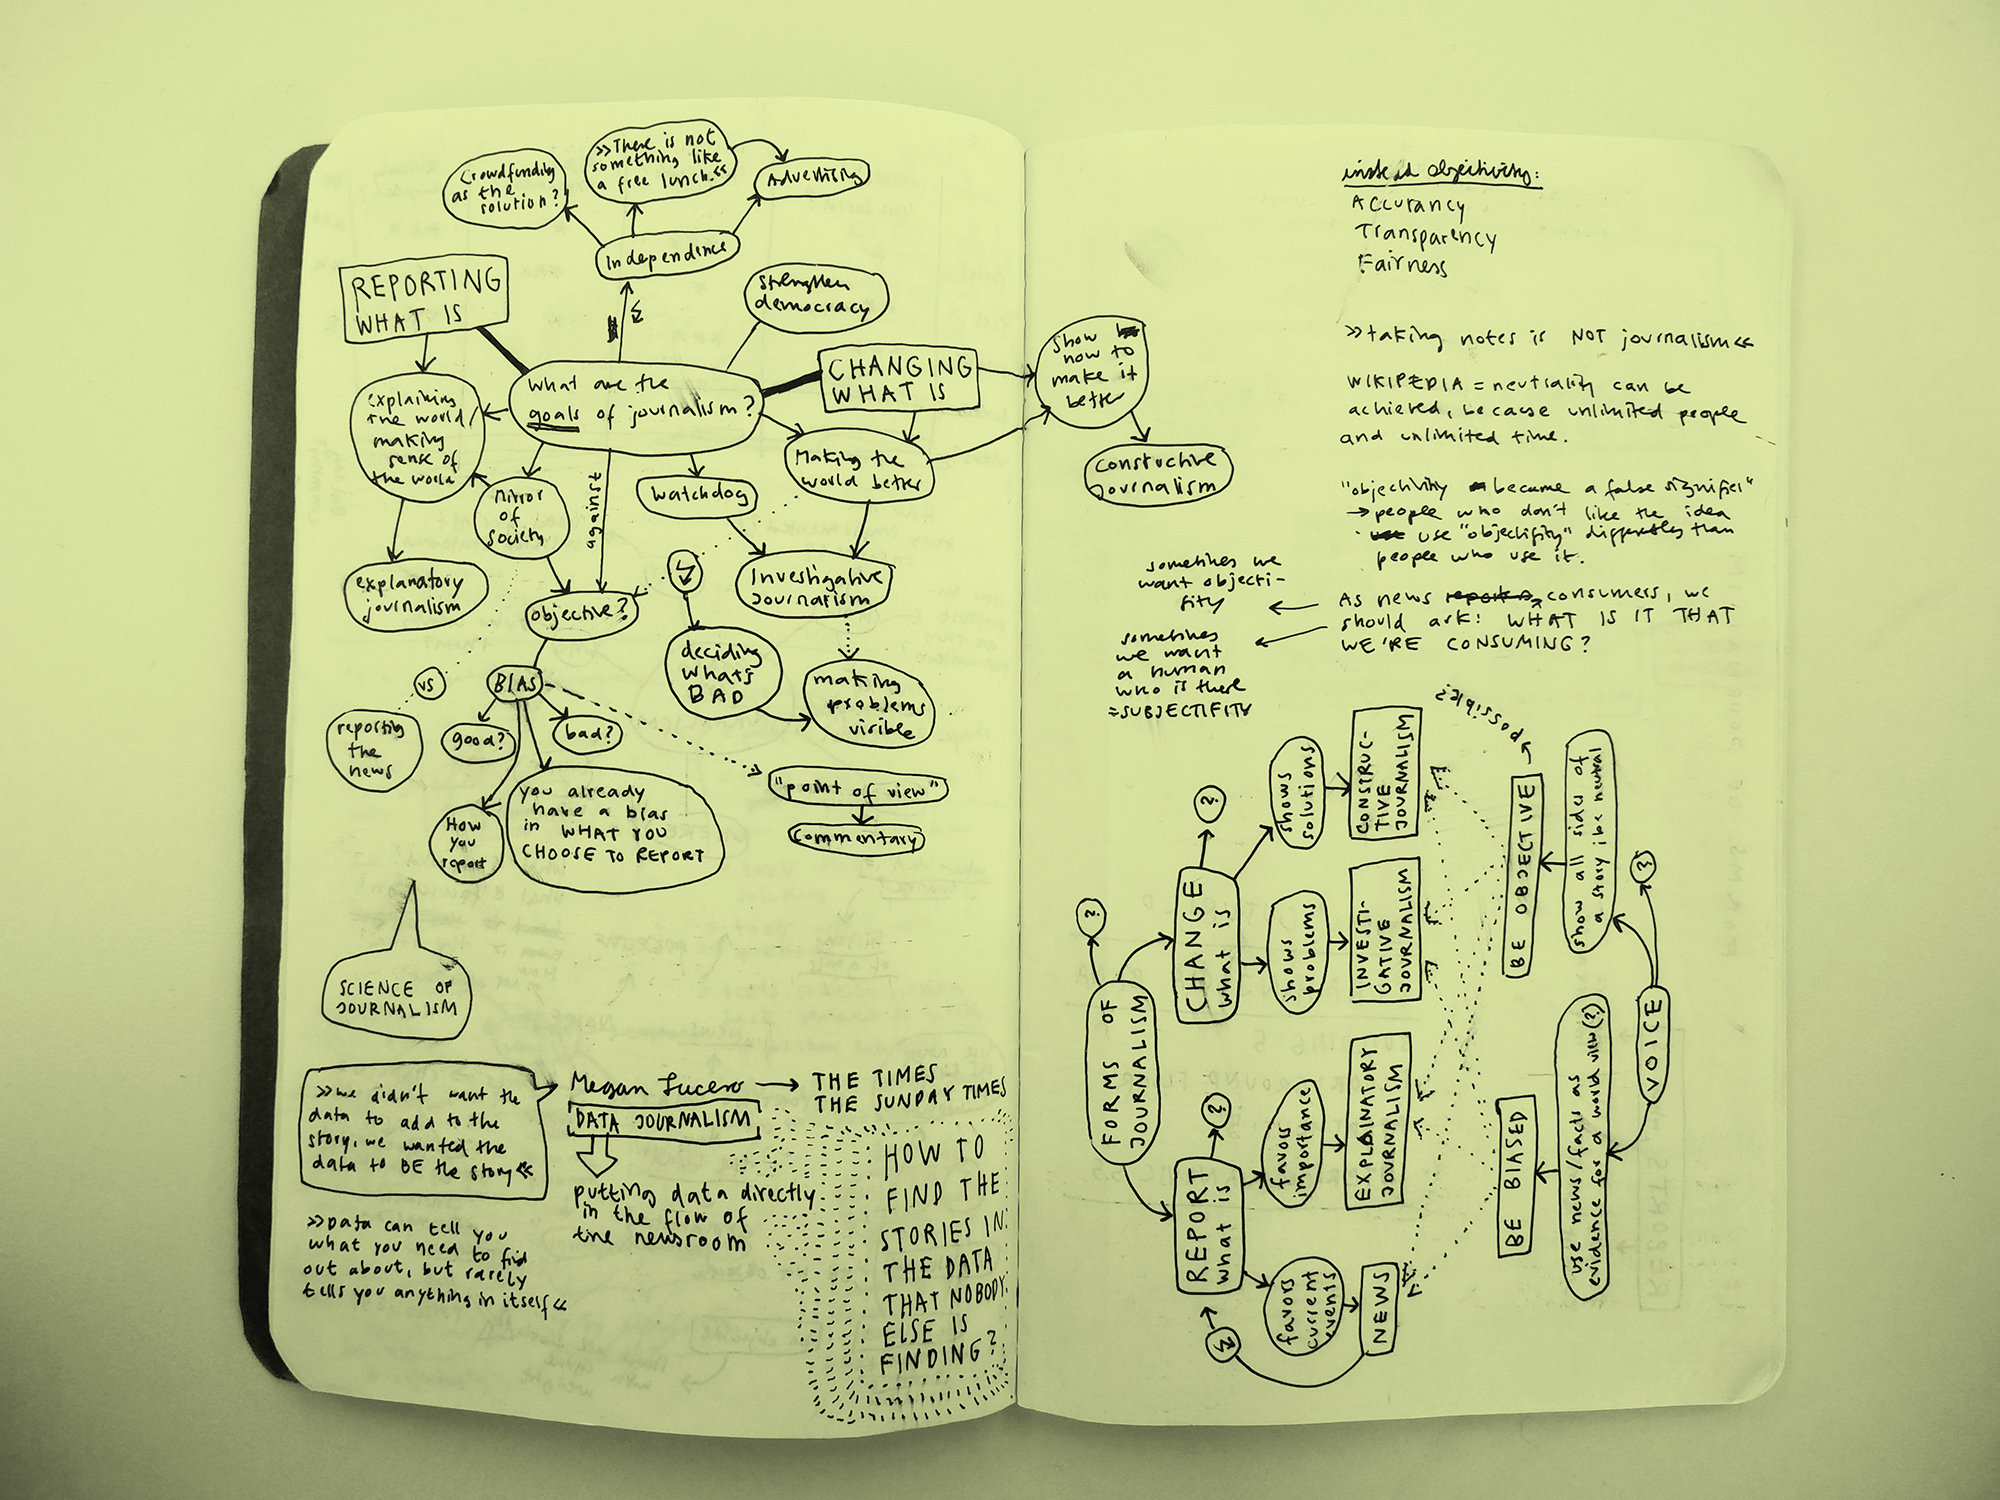 Crowdfunding
as the
solution?
»There is not
something like
a free lunch.«
Advertising
Independence
REPORTING
WHAT IS
strengthen
democracy
CHANGING
WHAT IS
What are the
goals of journalism?
explaining
the world/
making
sense of
the world
mirror
of
society
against
watchdog
Making the
world better
explanatory
journalism
objective?
Investigative
Journalism
deciding
whats
BAD
making
problems
visible
vs
reporting
the
news
BIAS
good?
bad?
How
you
report
you already
have a bias
in WHAT YOU
CHOOSE TO REPORT
"point of view"
commentary
SCIENCE OF
JOURNALISM
»we didn't want the
data to add to the
story, we wanted the
data to BE the story«
Megan Lucero
THE TIMES
THE SUNDAY TIMES
DATA JOURNALISM
putting data directly
in the flow of
the newsroom
»Data can tell you
what you need to find
out about, but rarely
tells you anything in itself«
HOW TO
FIND THE
STORIES IN
THE DATA
THAT NOBODY
ELSE IS
FINDING?
show
how to
make it
better
constuctive
journalism
objectivity:
Accurancy
Transparency
Fairness
»taking notes is NOT journalism«
WIKIPEDIA = neutrality can be
achieved, because unlimited people
and unlimited time.
"objectivity became a false signifier"
→ people who don't like the idea
use "objectifity" differently than
people who use it.
As news consumers, we
should ask: WHAT IS IT THAT
WE'RE CONSUMING?
sometimes we
want objecti-
fity
sometimes
we want
a human
who is there
=SUBJECTIFITY
FORMS OF
JOURNALISM
?
CHANGE
what is
?
shows
solutions
CONSTRUC-
TIVE
JOURNALISM
shows
problems
INVESTI-
GATIVE
JOURNALISM
REPORT
what is
?
favors
importance
EXPLANATORY
JOURNALISM
favors
current
events
NEWS
possible?
BE OBJECTIVE
show all sides of
a story; be neutral
BE BIASED
use news/facts as
evidence for a world view(?)
VOICE
?